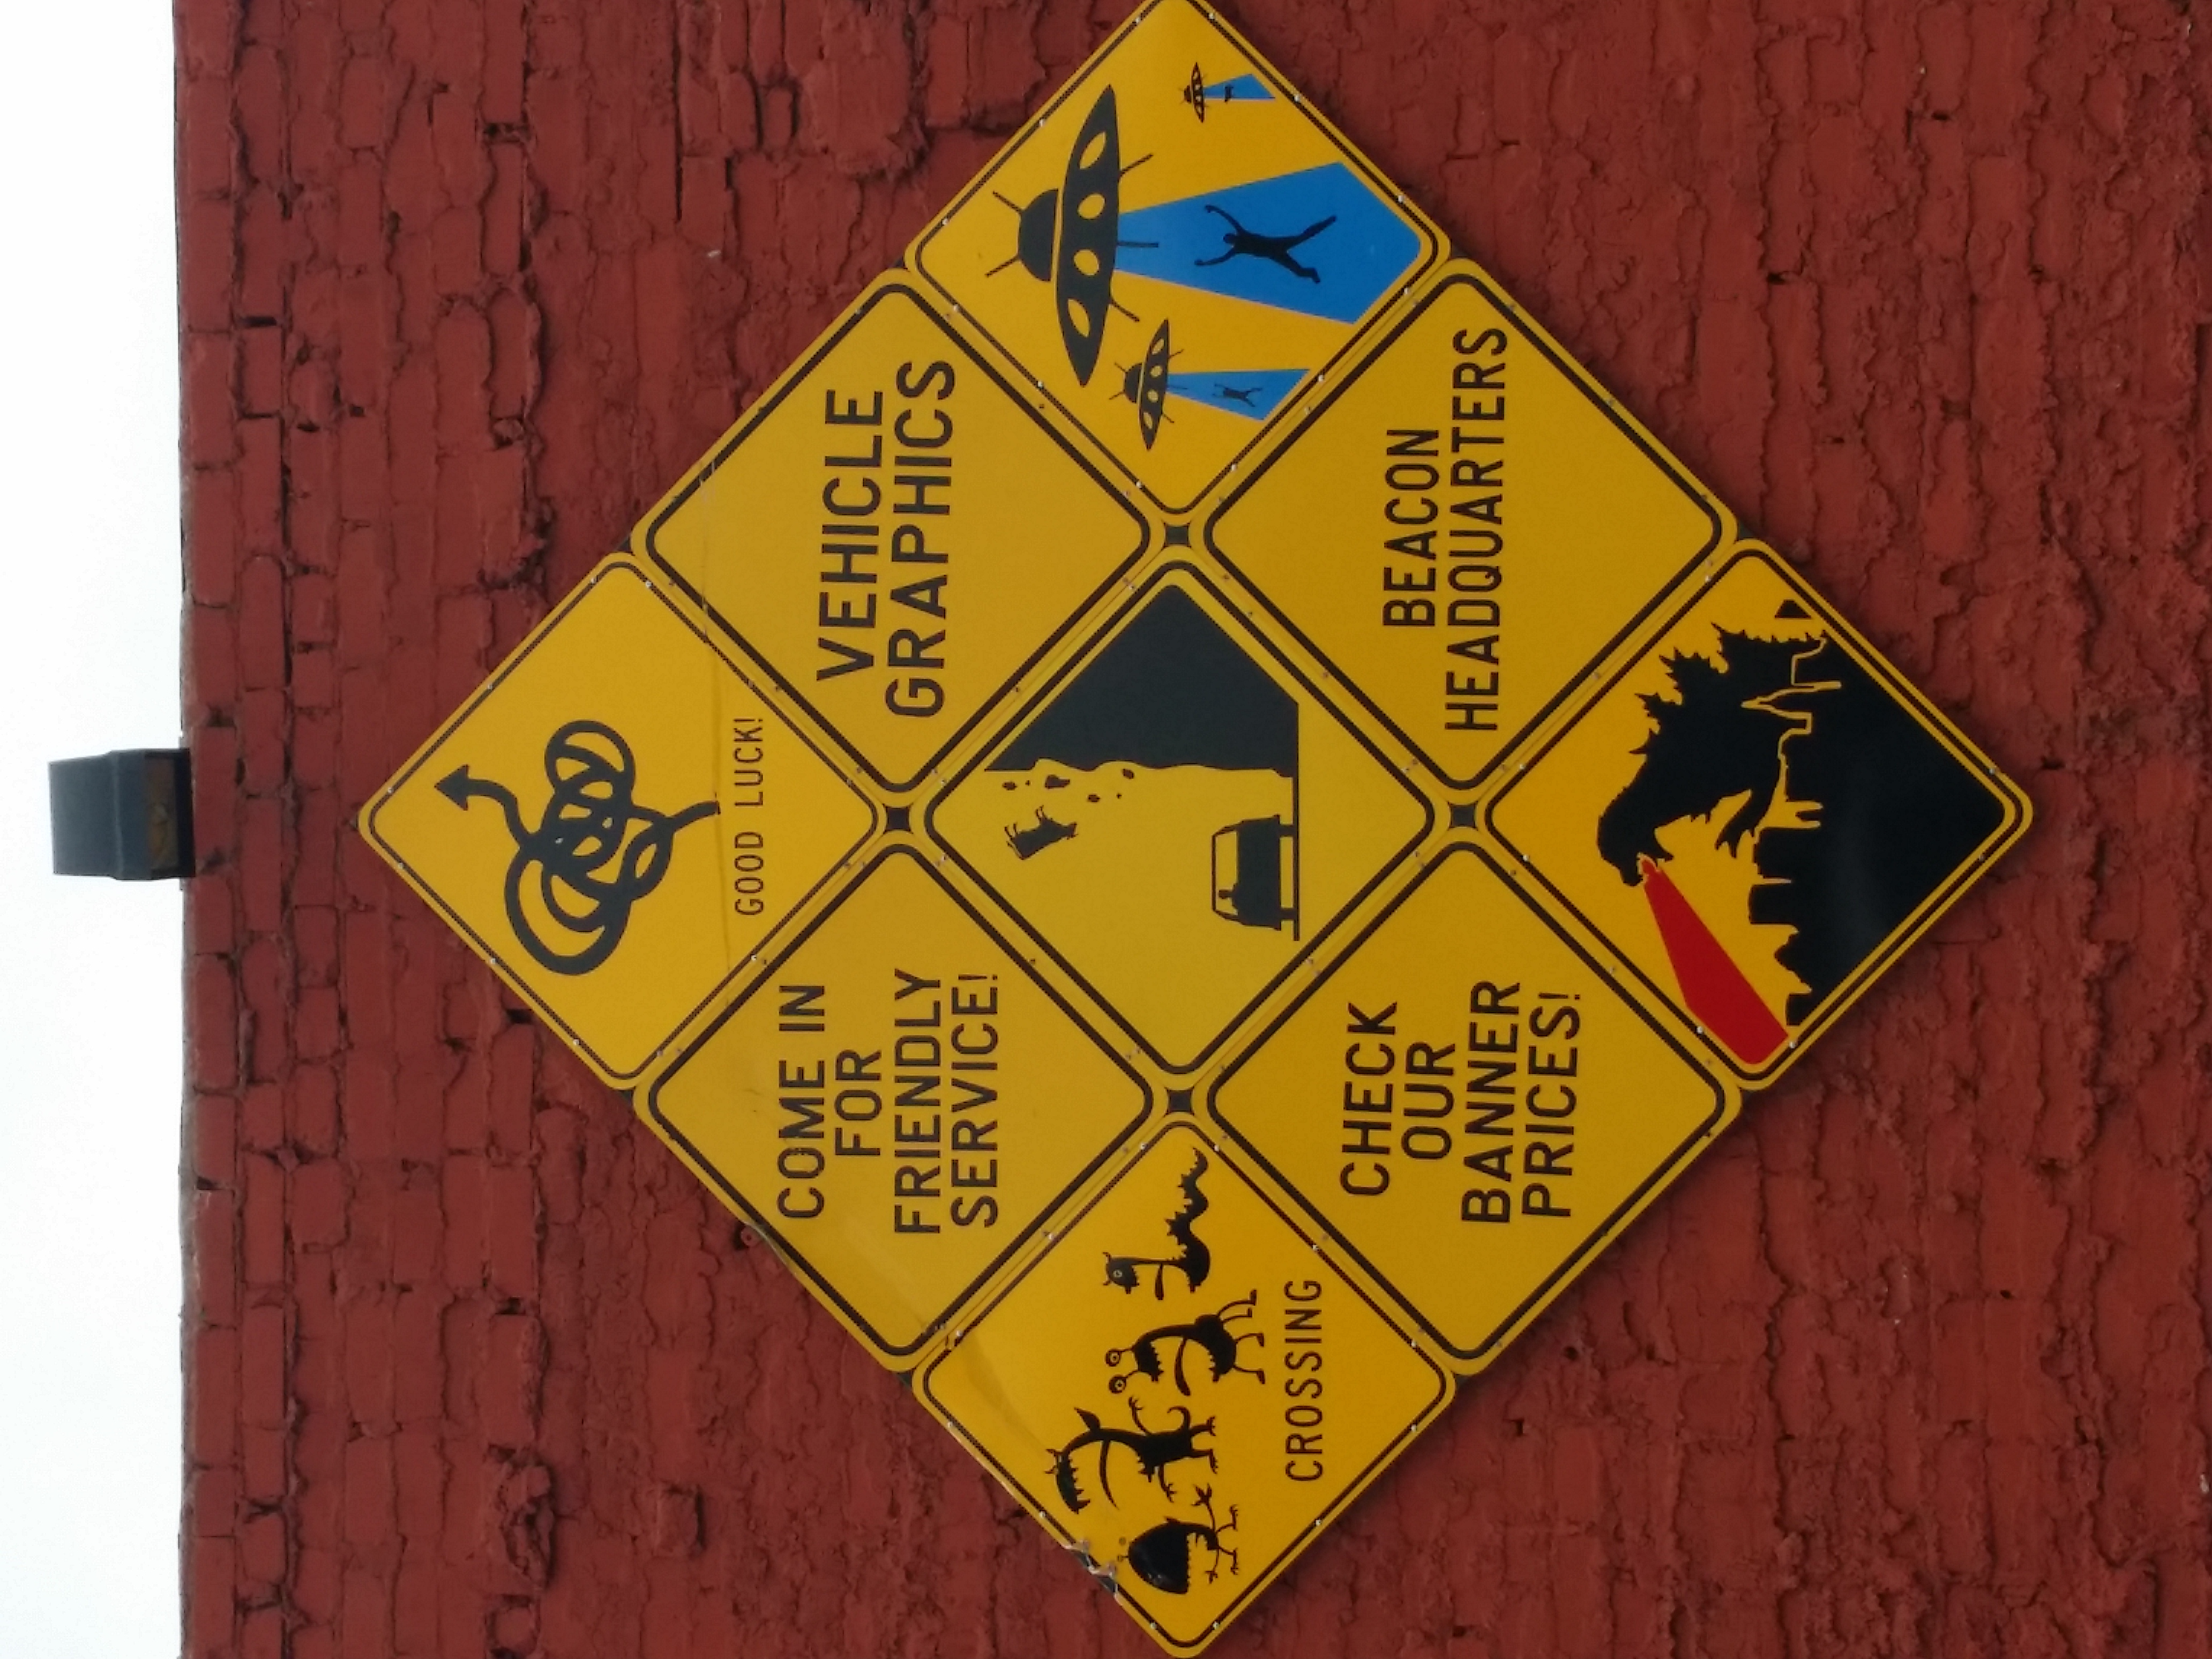 GOOD LUCK!
COME IN
FOR
FRIENDLY
SERVICE!
VEHICLE
GRAPHICS
CROSSING
CHECK
OUR
BANNER
PRICES!
BEACON
HEADQUARTERS